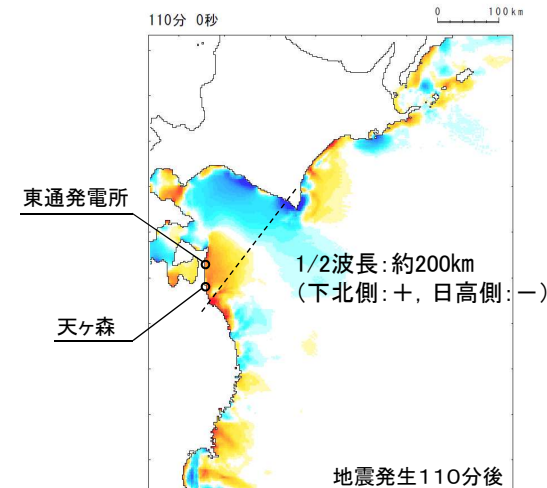 110分 0秒
0 100km
東通発電所
1/2波長:約200km
(下北側:+, 日高側:-)
天ヶ森
地震発生110分後